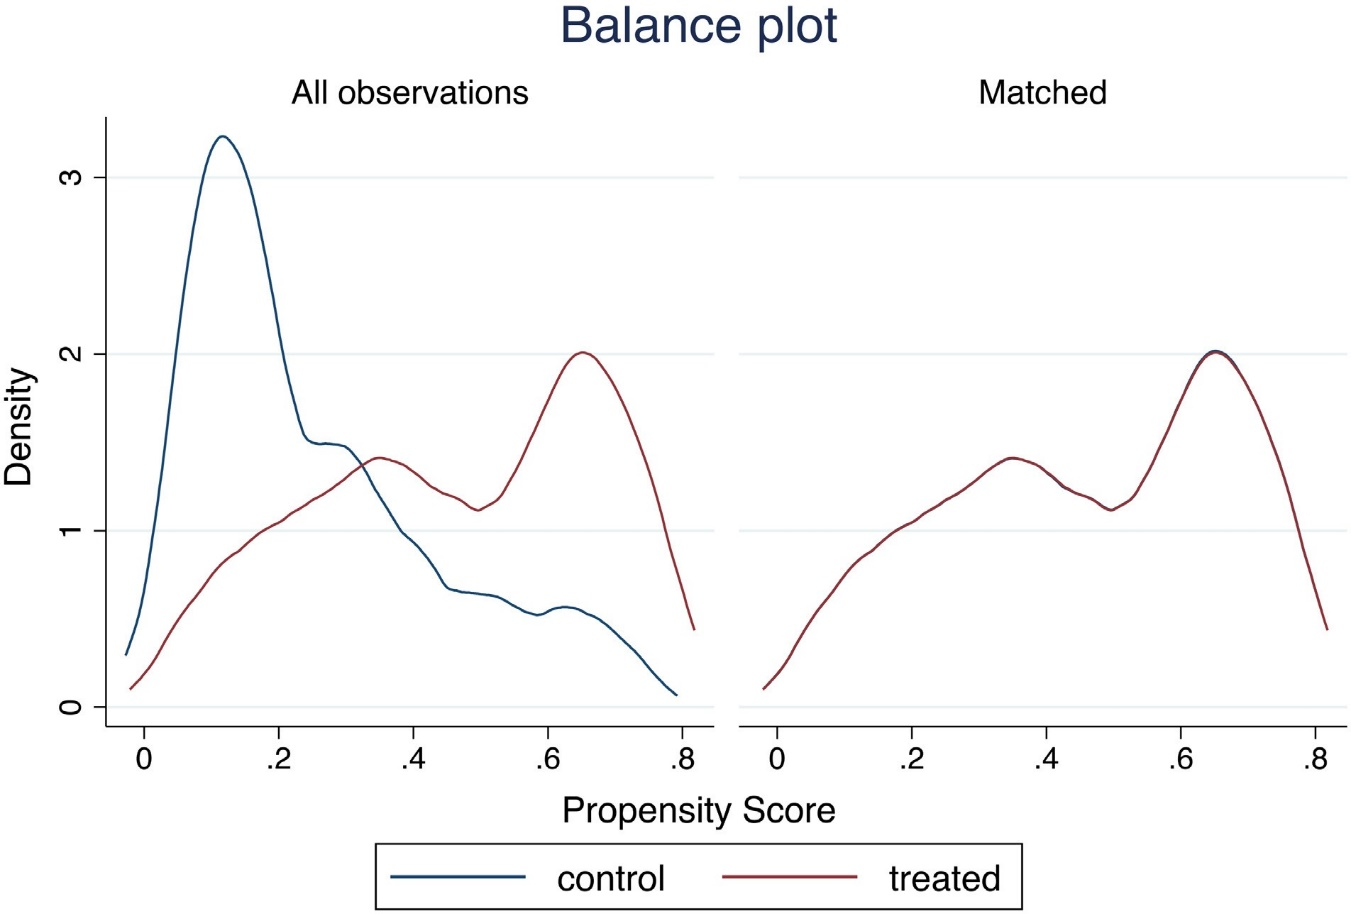 Balance plot
All observations
Matched
Density
3
2
1
0
0 .2 .4 .6 .8
0 .2 .4 .6 .8
Propensity Score
control treated